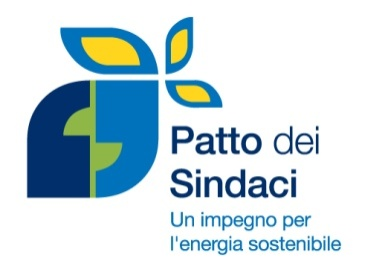 Patto dei
Sindaci
Un impegno per
l'energia sostenibile